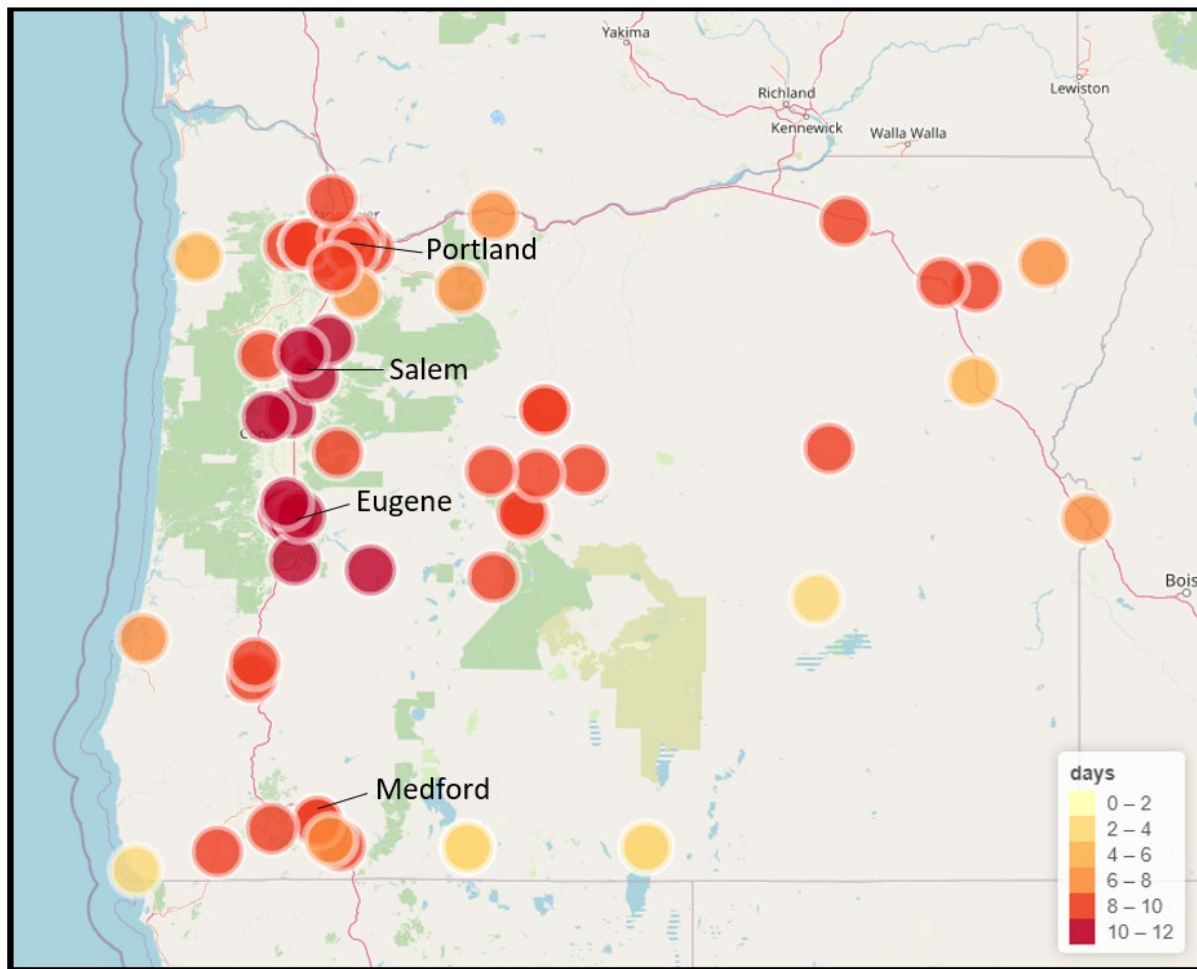 Yakima
Richland
Kennewick
Lewiston
Walla Walla
Portland
Salem
Eugene
Bois
Medford
days
0 – 2
2 – 4
4 – 6
6 – 8
8 – 10
10 – 12